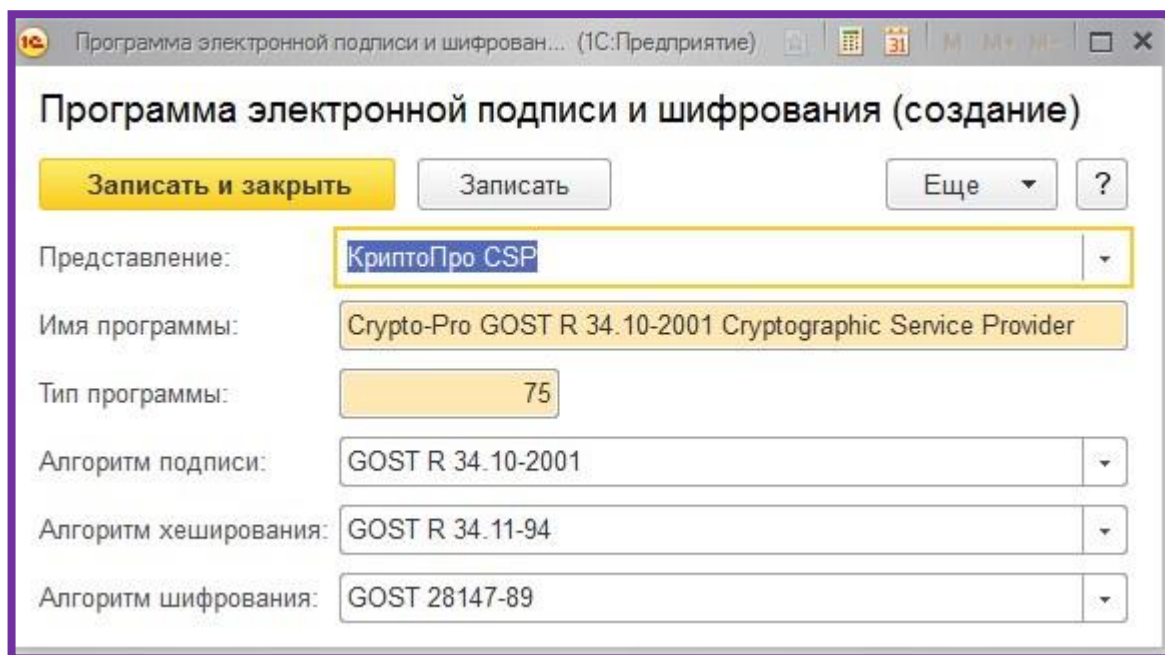 1С Программа электронной подписи и шифрован... (1С:Предприятие) 31 M M+ M-
Программа электронной подписи и шифрования (создание)
Записать и закрыть Записать Еще ?
Представление: КриптоПро CSP
Имя программы: Crypto-Pro GOST R 34.10-2001 Cryptographic Service Provider
Тип программы: 75
Алгоритм подписи: GOST R 34.10-2001
Алгоритм хеширования: GOST R 34.11-94
Алгоритм шифрования: GOST 28147-89